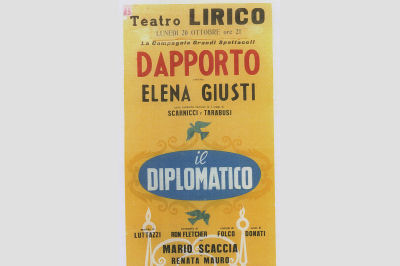 Teatro LIRICO
LUNEDI 20 OTTOBRE ore 21
La Compagnia Grandi Spettacoli
DAPPORTO
ELENA GIUSTI
SCARNICCI e TARABUSI
il
DIPLOMATICO
LUTTAZZI
RON FLETCHER
FOLCO
DONATI
MARIO SCACCIA
RENATA MAURO